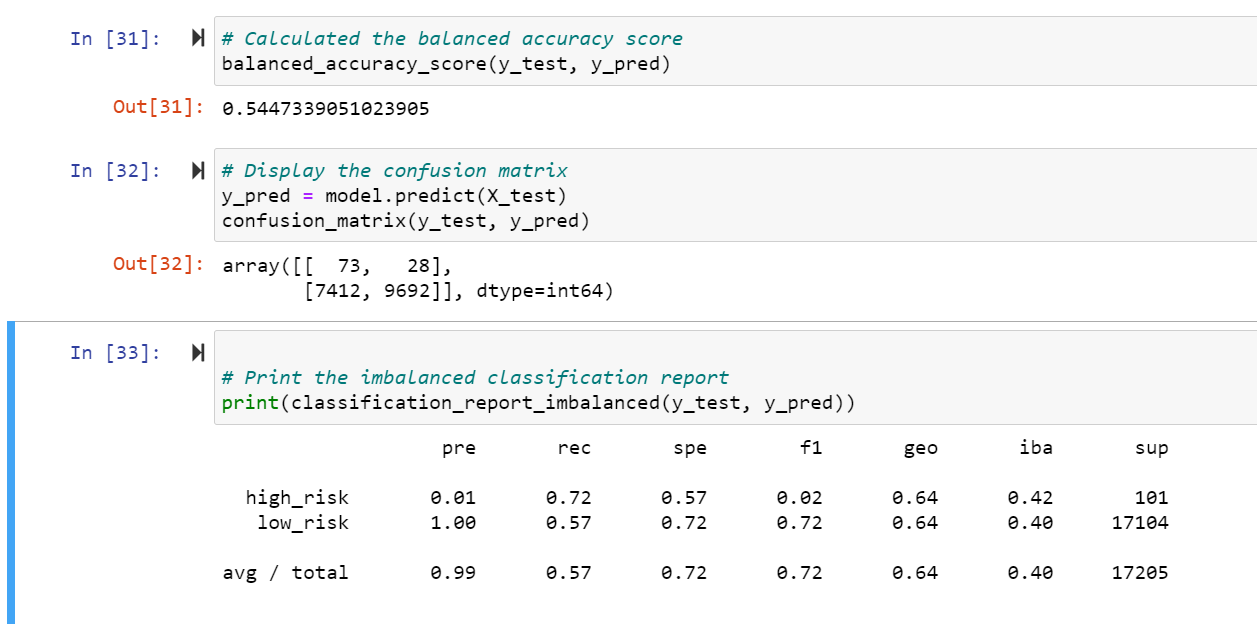 In [31]: # Calculated the balanced accuracy score
balanced_accuracy_score(y_test, y_pred)
Out[31]: 0.5447339051023905
In [32]: # Display the confusion matrix
y_pred = model.predict(X_test)
confusion_matrix(y_test, y_pred)
Out[32]: array([[  73,   28],
       [7412, 9692]], dtype=int64)
In [33]:
# Print the imbalanced classification report
print(classification_report_imbalanced(y_test, y_pred))
pre rec spe f1 geo iba sup
high_risk 0.01 0.72 0.57 0.02 0.64 0.42 101
low_risk 1.00 0.57 0.72 0.72 0.64 0.40 17104
avg / total 0.99 0.57 0.72 0.72 0.64 0.40 17205